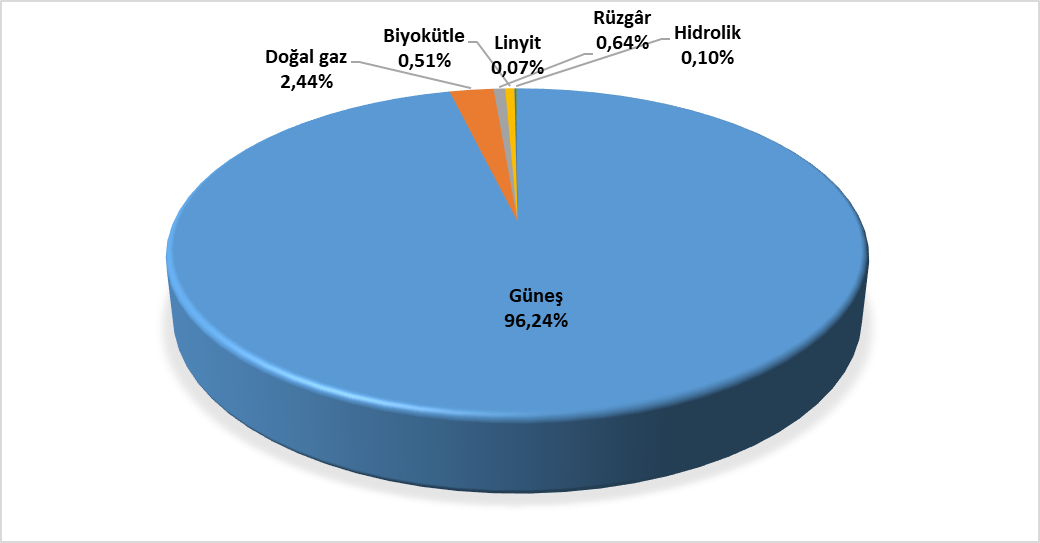 Doğal gaz
2,44%
Biyokütle
0,51%
Linyit
0,07%
Rüzgâr
0,64%
Hidrolik
0,10%
Güneş
96,24%